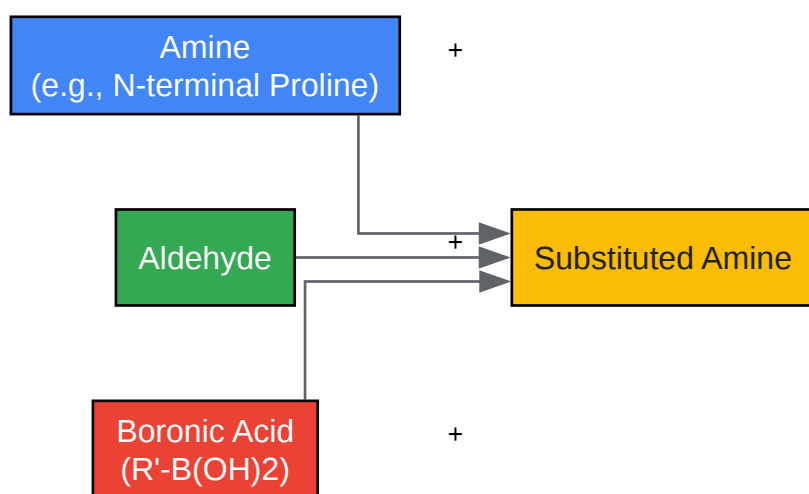 Amine
(e.g., N-terminal Proline)
+
Aldehyde
+
Substituted Amine
Boronic Acid
(R'-B(OH)2)
+